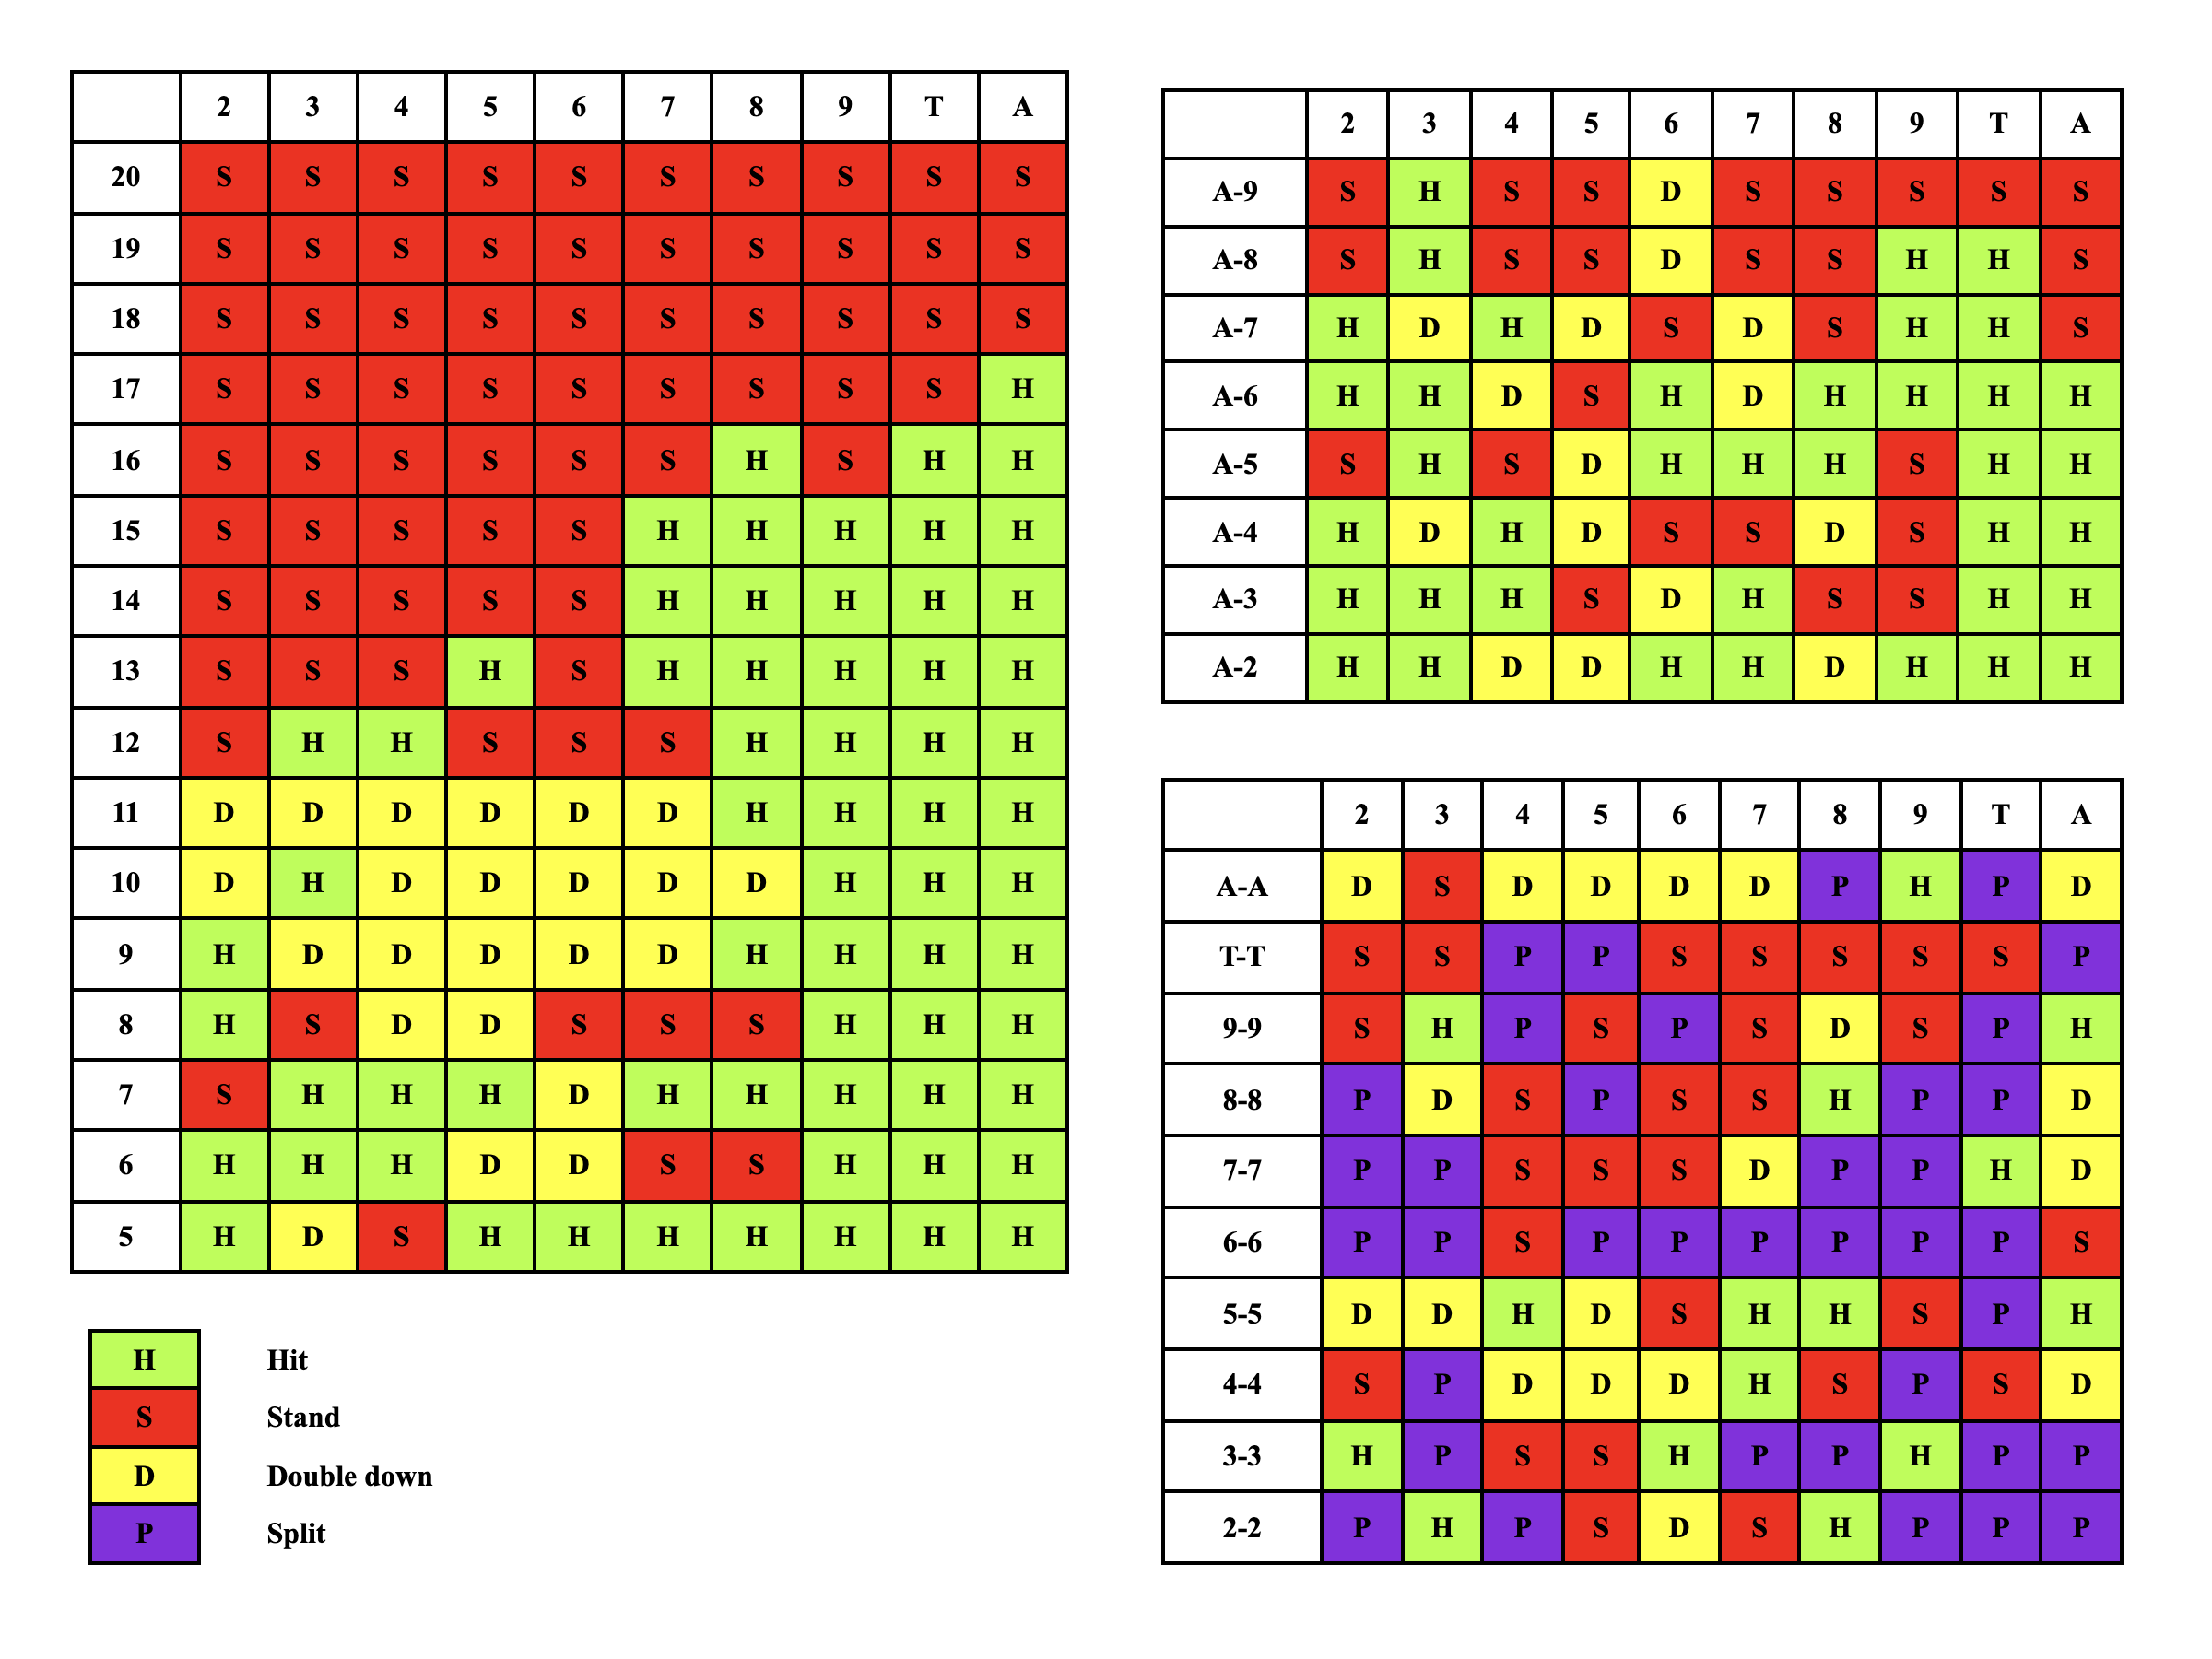 2 3 4 5 6 7 8 9 T A
20 S S S S S S S S S S
19 S S S S S S S S S S
18 S S S S S S S S S S
17 S S S S S S S S S H
16 S S S S S S H S H H
15 S S S S S H H H H H
14 S S S S S H H H H H
13 S S S H S H H H H H
12 S H H S S S H H H H
11 D D D D D D H H H H
10 D H D D D D D H H H
9 H D D D D D H H H H
8 H S D D S S S H H H
7 S H H H D H H H H H
6 H H H D D S S H H H
5 H D S H H H H H H H
H Hit
S Stand
D Double down
P Split
2 3 4 5 6 7 8 9 T A
A-9 S H S S D S S S S S
A-8 S H S S D S S H H S
A-7 H D H D S D S H H S
A-6 H H D S H D H H H H
A-5 S H S D H H H S H H
A-4 H D H D S S D S H H
A-3 H H H S D H S S H H
A-2 H H D D H H D H H H
2 3 4 5 6 7 8 9 T A
A-A D S D D D D P H P D
T-T S S P P S S S S S P
9-9 S H P S P S D S P H
8-8 P D S P S S H P P D
7-7 P P S S S D P P H D
6-6 P P S P P P P P P S
5-5 D D H D S H H S P H
4-4 S P D D D H S P S D
3-3 H P S S H P P H P P
2-2 P H P S D S H P P P